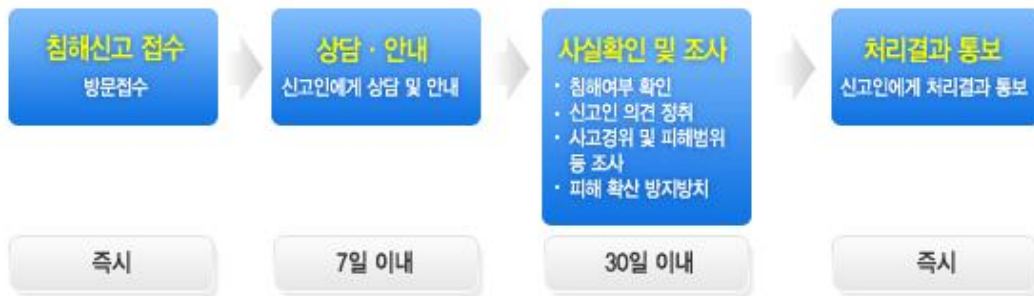 침해신고 접수
방문접수
상담 · 안내
신고인에게 상담 및 안내
사실확인 및 조사
· 침해여부 확인
· 신고인 의견 정취
· 사고경위 및 피해범위
등 조사
· 피해 확산 방지방치
처리결과 통보
신고인에게 처리결과 통보
즉시
7일 이내
30일 이내
즉시